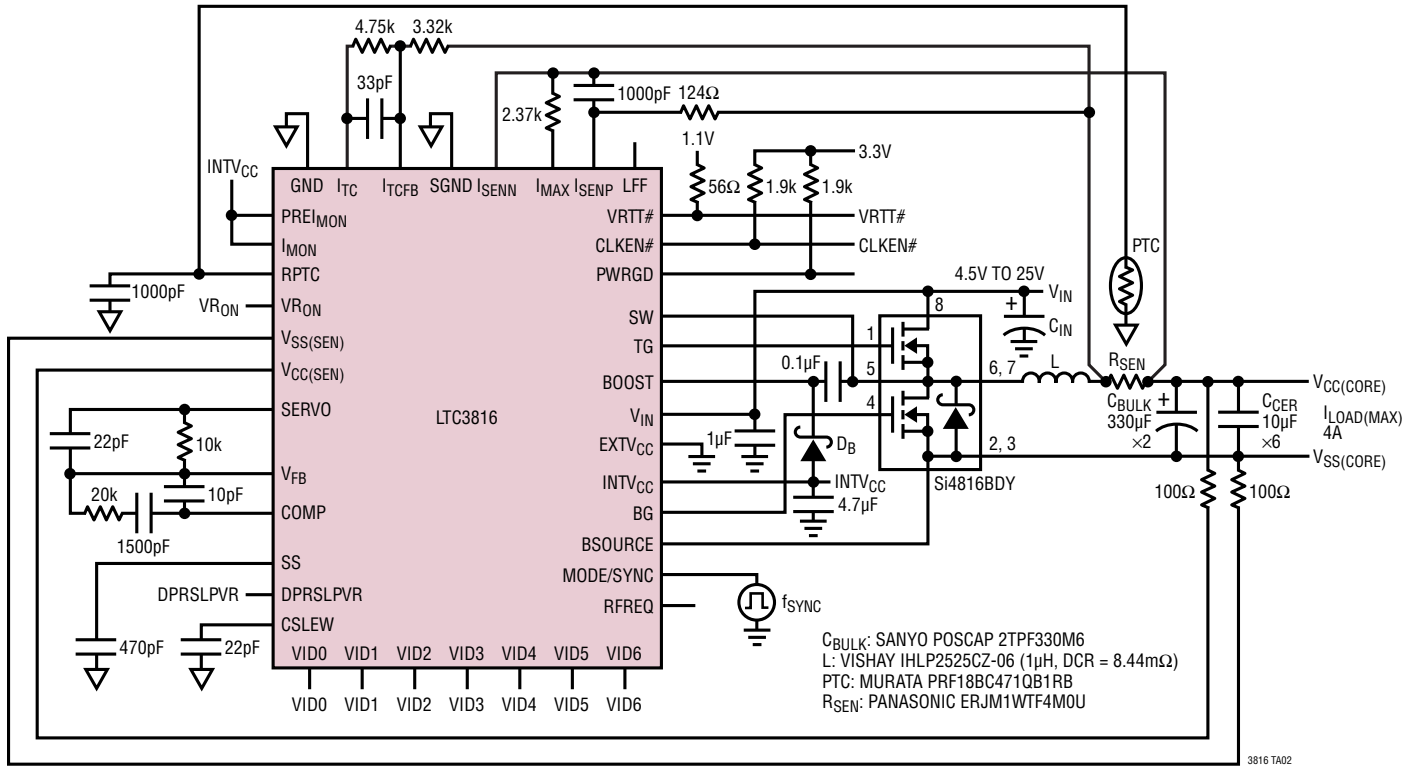 4.75k
3.32k
33pF
2.37k
1000pF
124Ω
1.1V
3.3V
56Ω
1.9k
1.9k
INTVCC
GND
ITC
ITCFB
SGND
ISENN
IMAX
ISENP
LFF
PREIMON
IMON
RPTC
VRON
VRON
VSS(SEN)
VCC(SEN)
SERVO
VFB
COMP
SS
DPRSLPVR
DPRSLPVR
CSLEW
1000pF
22pF
10k
20k
10pF
1500pF
470pF
22pF
LTC3816
VRTT#
VRTT#
CLKEN#
CLKEN#
PWRGD
SW
TG
BOOST
VIN
EXTVCC
INTVCC
BG
BSOURCE
MODE/SYNC
RFREQ
VID0 VID1 VID2 VID3 VID4 VID5 VID6
VID0 VID1 VID2 VID3 VID4 VID5 VID6
4.5V TO 25V
VIN
CIN
+
8
1
5
4
6, 7
2, 3
0.1µF
1µF
DB
INTVCC
4.7µF
Si4816BDY
fSYNC
PTC
L
RSEN
CBULK
330µF
×2
+
CCER
10µF
×6
VCC(CORE)
ILOAD(MAX)
4A
VSS(CORE)
100Ω
100Ω
CBULK: SANYO POSCAP 2TPF330M6
L: VISHAY IHLP2525CZ-06 (1µH, DCR = 8.44mΩ)
PTC: MURATA PRF18BC471QB1RB
RSEN: PANASONIC ERJM1WTF4M0U
3816 TA02